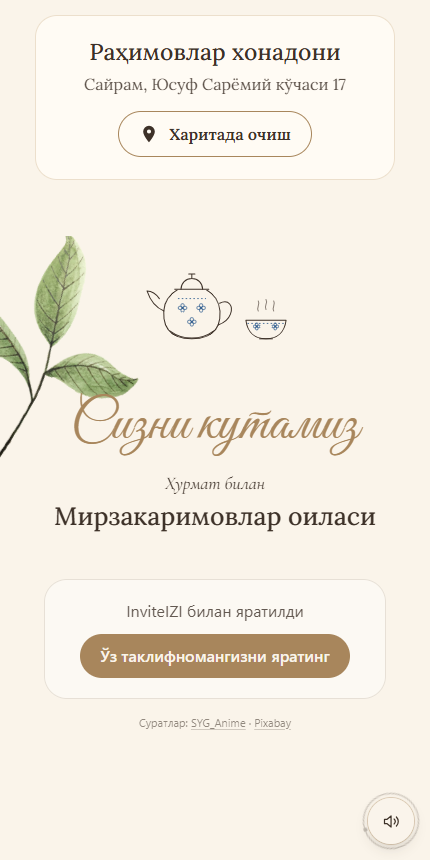 Раҳимовлар хонадони
Сайрам, Юсуф Сарёмий кўчаси 17
Харитада очиш
Сизни кутамиз
Хурмат билан
Мирзакаримовлар оиласи
InviteIZI билан яратилди
Ўз таклифномангизни яратинг
Суратлар: SYG_Anime · Pixabay